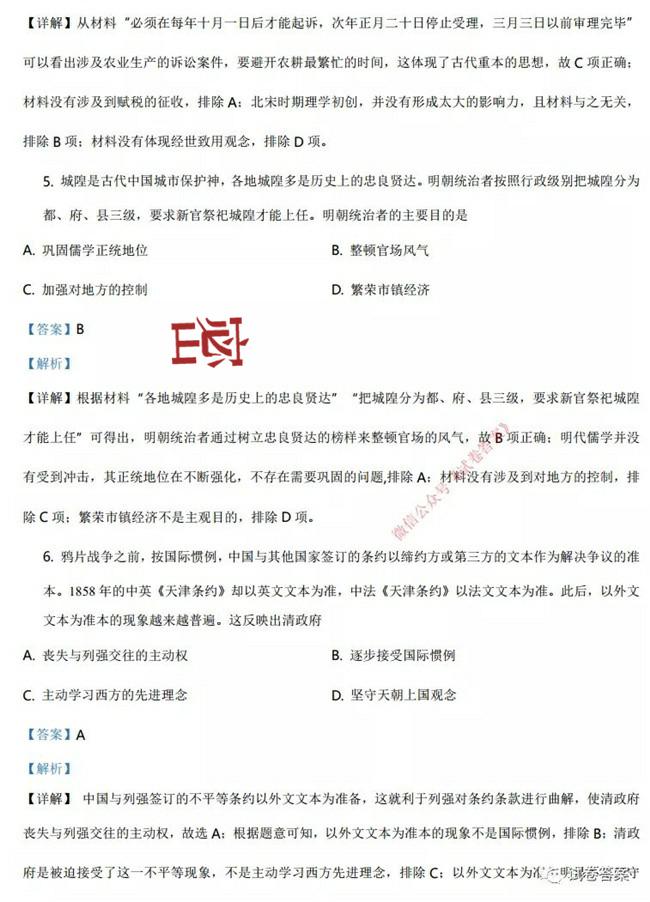 【详解】从材料“必须在每年十月一日后才能起诉，次年正月二十日停止受理，三月三日以前审理完毕”
可以看出涉及农业生产的诉讼案件，要避开农耕最繁忙的时间，这体现了古代重本的思想，故 C 项正确；
材料没有涉及到赋税的征收，排除 A；北宋时期理学初创，并没有形成太大的影响力，且材料与之无关，
排除 B 项；材料没有体现经世致用观念，排除 D 项。
5. 城隍是古代中国城市保护神，各地城隍多是历史上的忠良贤达。明朝统治者按照行政级别把城隍分为
都、府、县三级，要求新官祭祀城隍才能上任。明朝统治者的主要目的是
A. 巩固儒学正统地位 B. 整顿官场风气
C. 加强对地方的控制 D. 繁荣市镇经济
【答案】B
【解析】
【详解】根据材料“各地城隍多是历史上的忠良贤达”“把城隍分为都、府、县三级，要求新官祭祀城隍
才能上任”可得出，明朝统治者通过树立忠良贤达的榜样来整顿官场的风气，故 B 项正确；明代儒学并没
有受到冲击，其正统地位在不断强化，不存在需要巩固的问题,排除 A；材料没有涉及到对地方的控制，排
除 C 项；繁荣市镇经济不是主观目的，排除 D 项。
微信公众号《试卷答案》
6. 鸦片战争之前，按国际惯例，中国与其他国家签订的条约以缔约方或第三方的文本作为解决争议的准
本。1858 年的中英《天津条约》却以英文文本为准，中法《天津条约》以法文文本为准。此后，以外文
文本为准本的现象越来越普遍。这反映出清政府
A. 丧失与列强交往的主动权 B. 逐步接受国际惯例
C. 主动学习西方的先进理念 D. 坚守天朝上国观念
【答案】A
【解析】
【详解】 中国与列强签订的不平等条约以外文文本为准备，这就利于列强对条约条款进行曲解，使清政府
丧失与列强交往的主动权，故选 A；根据题意可知，以外文文本为准本的现象不是国际惯例，排除 B；清政
府是被迫接受了这一不平等现象，不是主动学习西方先进理念，排除 C；以外文文本为准
试卷答案